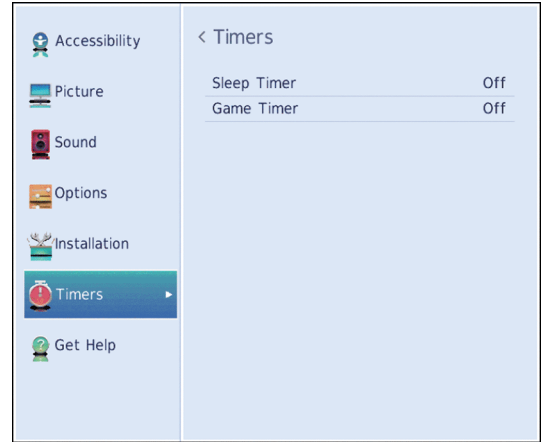 Accessibility
Picture
Sound
Options
Installation
Timers
Get Help
< Timers
Sleep Timer Off
Game Timer Off